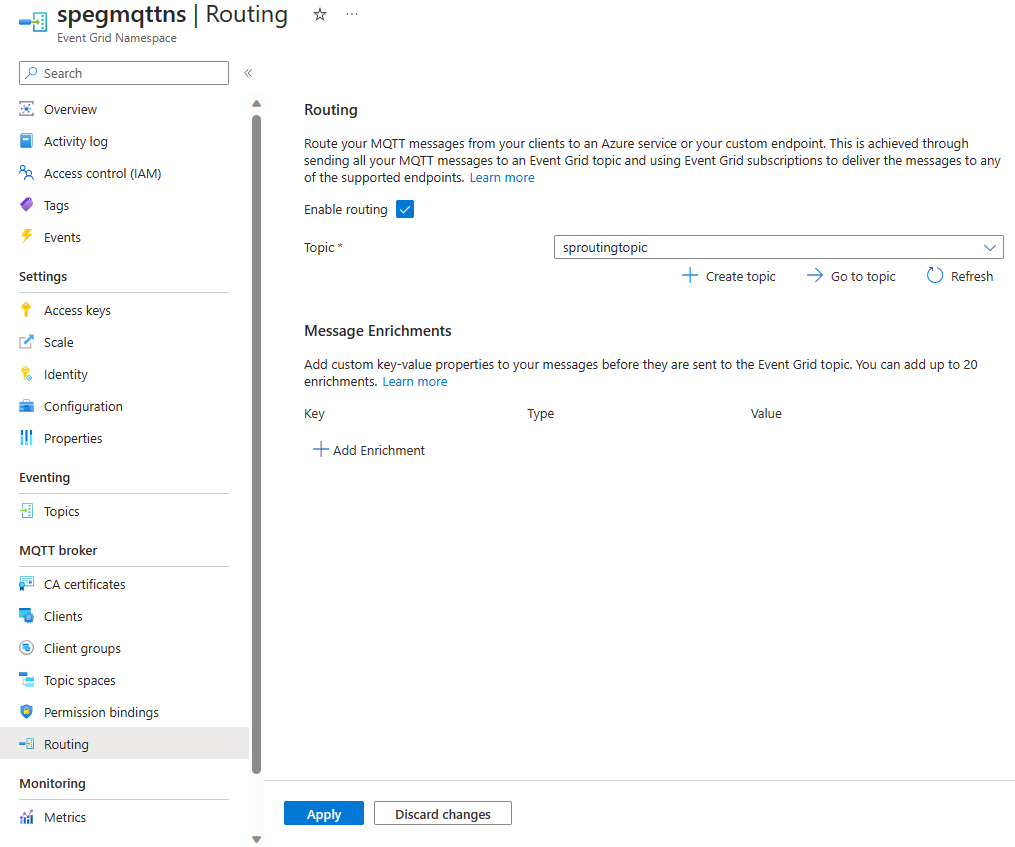 spegmqttns | Routing
Event Grid Namespace
Search
Overview
Activity log
Access control (IAM)
Tags
Events
Settings
Access keys
Scale
Identity
Configuration
Properties
Eventing
Topics
MQTT broker
CA certificates
Clients
Client groups
Topic spaces
Permission bindings
Routing
Monitoring
Metrics
Routing
Route your MQTT messages from your clients to an Azure service or your custom endpoint. This is achieved through
sending all your MQTT messages to an Event Grid topic and using Event Grid subscriptions to deliver the messages to any
of the supported endpoints. Learn more
Enable routing
Topic *
sproutingtopic
Create topic
Go to topic
Refresh
Message Enrichments
Add custom key-value properties to your messages before they are sent to the Event Grid topic. You can add up to 20
enrichments. Learn more
Key Type Value
Add Enrichment
Apply
Discard changes